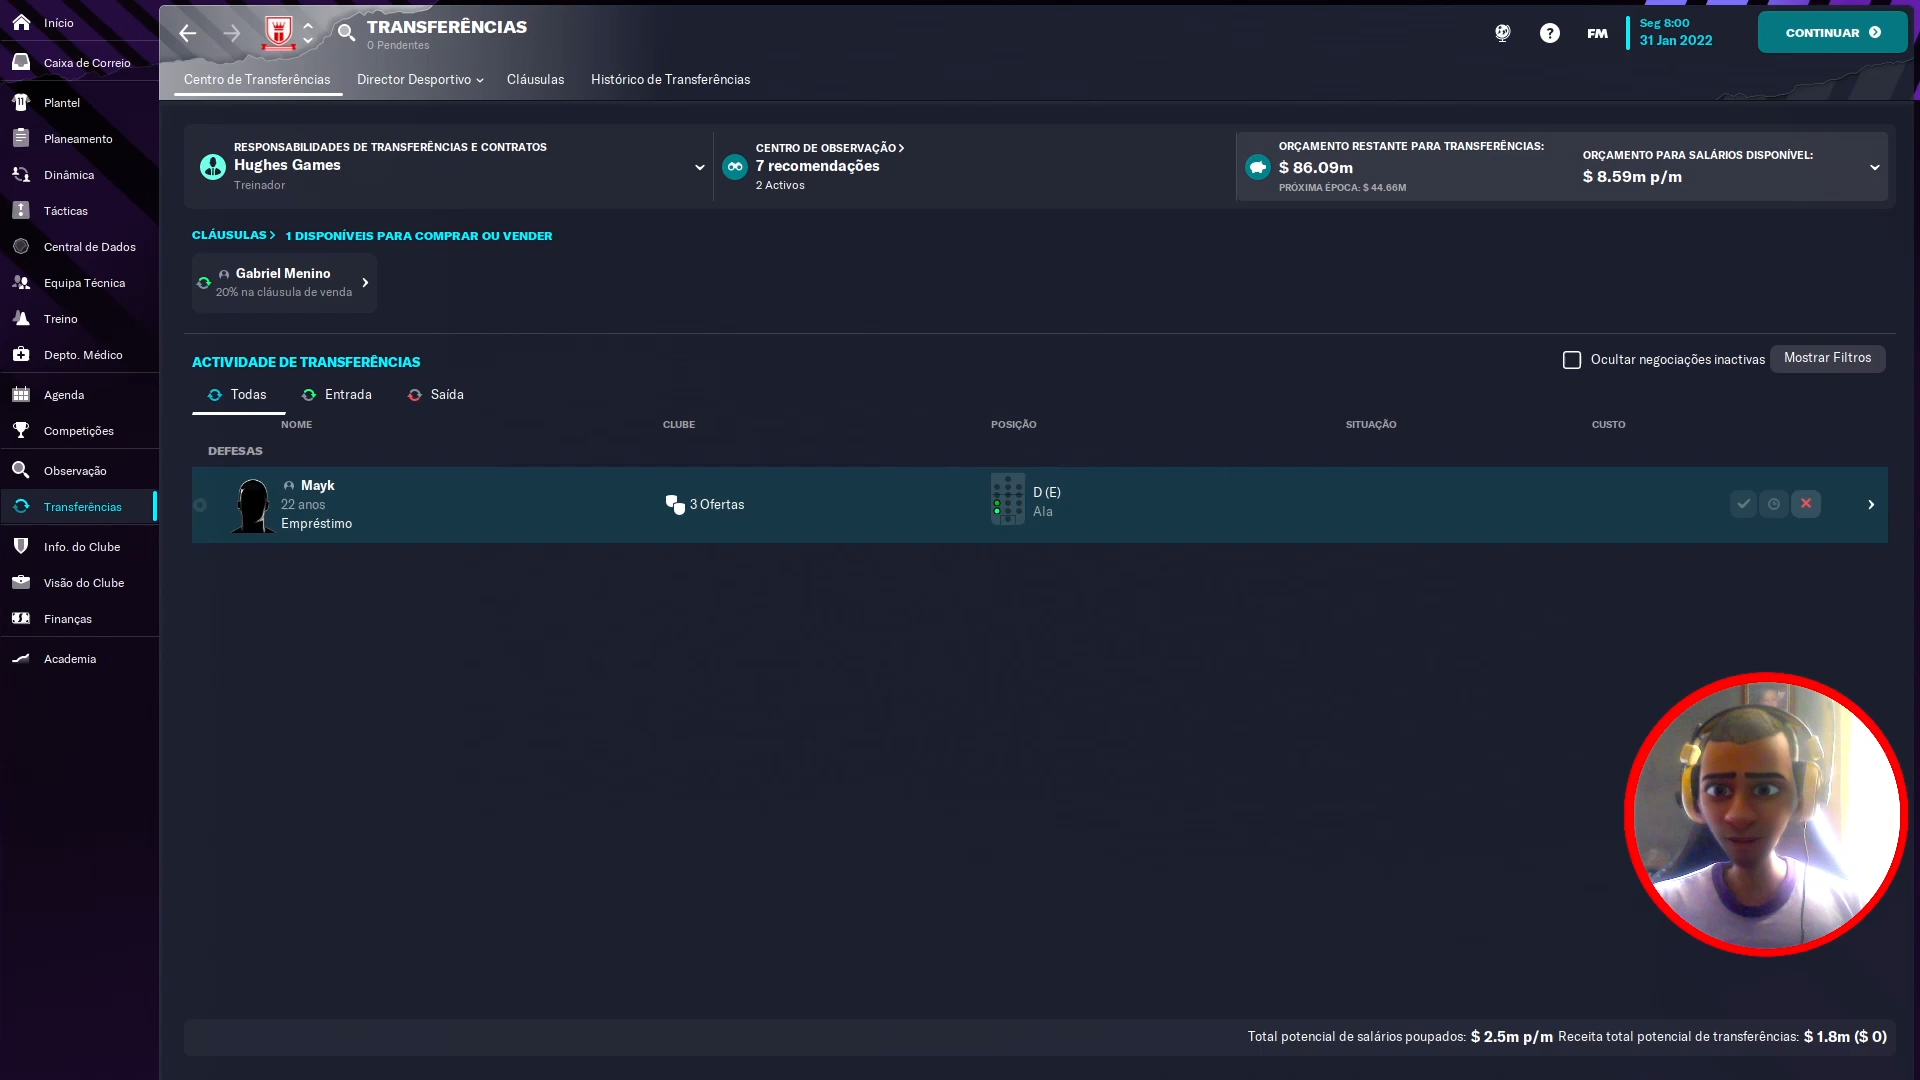 Início
Caixa de Correio
Plantel
Planeamento
Dinâmica
Tácticas
Central de Dados
Equipa Técnica
Treino
Depto. Médico
Agenda
Competições
Observação
Transferências
Info. do Clube
Visão do Clube
Finanças
Academia
TRANSFERÊNCIAS
0 Pendentes
?
FM
Seg 8:00
31 Jan 2022
CONTINUAR
Centro de Transferências
Director Desportivo
Cláusulas
Histórico de Transferências
RESPONSABILIDADES DE TRANSFERÊNCIAS E CONTRATOS
Hughes Games
Treinador
CENTRO DE OBSERVAÇÃO
7 recomendações
2 Activos
ORÇAMENTO RESTANTE PARA TRANSFERÊNCIAS:
$ 86.09m
PRÓXIMA ÉPOCA: $ 44.66M
ORÇAMENTO PARA SALÁRIOS DISPONÍVEL:
$ 8.59m p/m
CLÁUSULAS 1 DISPONÍVEIS PARA COMPRAR OU VENDER
Gabriel Menino
20% na cláusula de venda
ACTIVIDADE DE TRANSFERÊNCIAS
Ocultar negociações inactivas
Mostrar Filtros
Todas
Entrada
Saída
NOME
CLUBE
POSIÇÃO
SITUAÇÃO
CUSTO
DEFESAS
Mayk
22 anos
Empréstimo
3 Ofertas
D (E)
Ala
Total potencial de salários poupados: $ 2.5m p/m Receita total potencial de transferências: $ 1.8m ($ 0)